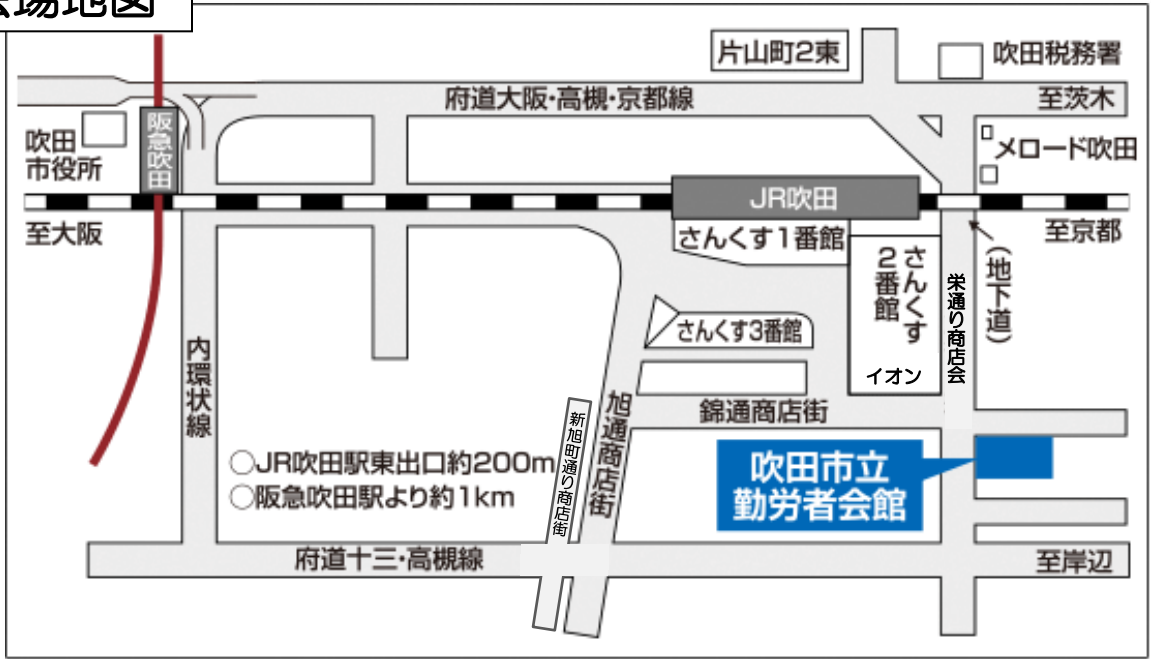 会場地図
片山町2東
吹田税務署
府道大阪・高槻・京都線
至茨木
吹田
市役所
阪急吹田
メロード吹田
JR吹田
至大阪
至京都
さんくす1番館
さんくす
2番館
イオン
栄通り商店会
(地下道)
さんくす3番館
内環状線
錦通商店街
旭通商店街
新旭町通り商店街
○JR吹田駅東出口約200m
○阪急吹田駅より約1km
吹田市立
勤労者会館
府道十三・高槻線
至岸辺